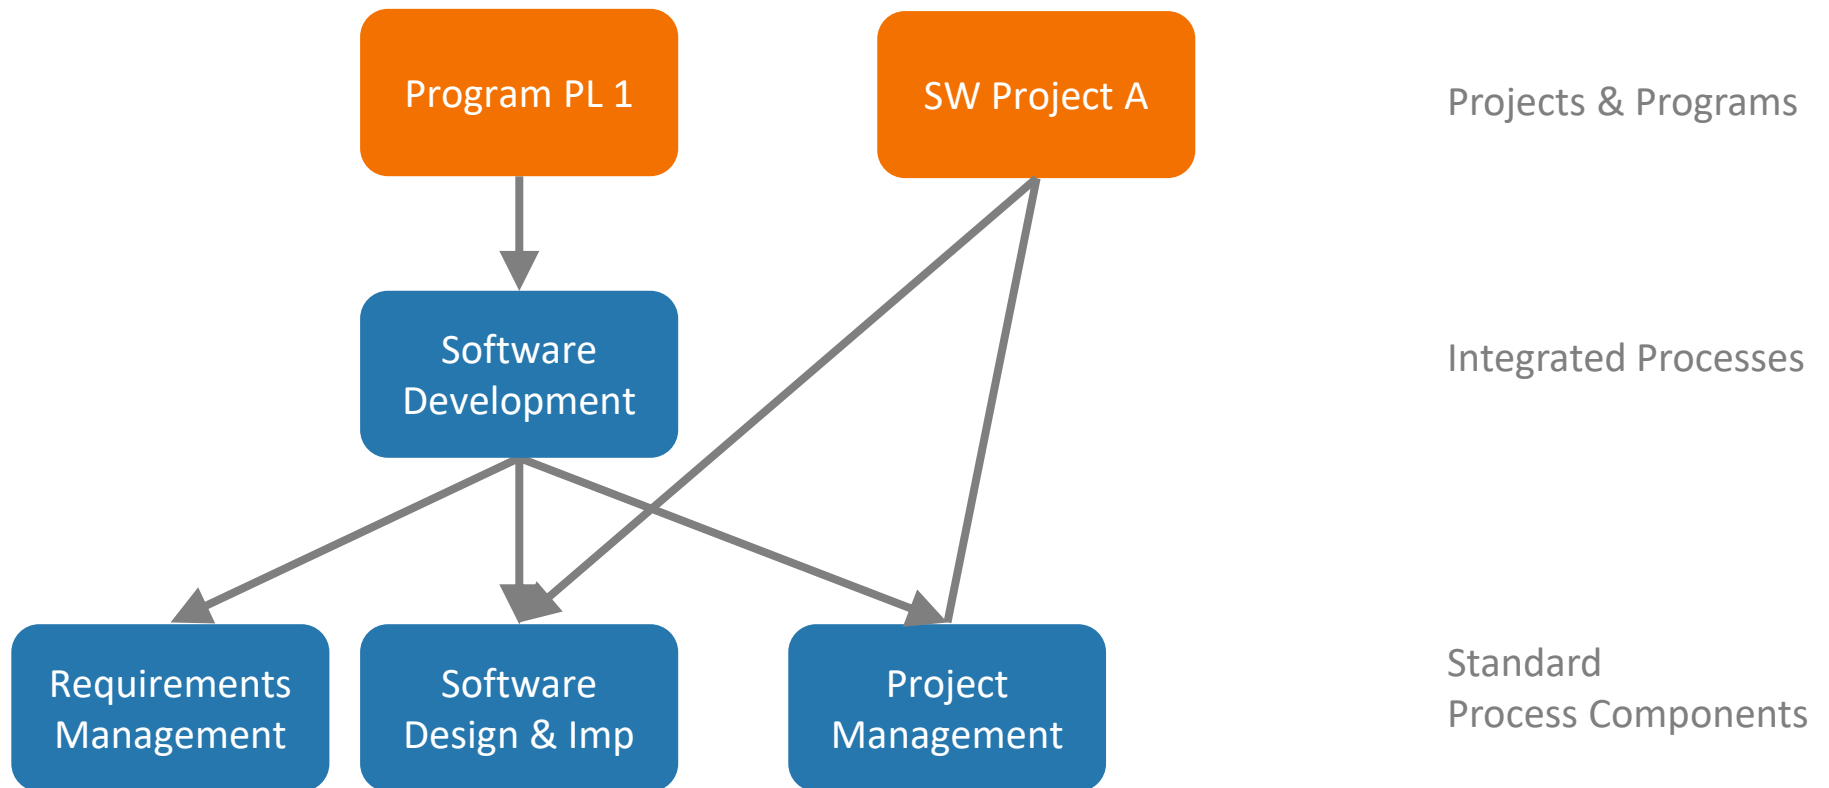 Program PL 1
SW Project A
Projects & Programs
Software
Development
Integrated Processes
Requirements
Management
Software
Design & Imp
Project
Management
Standard
Process Components